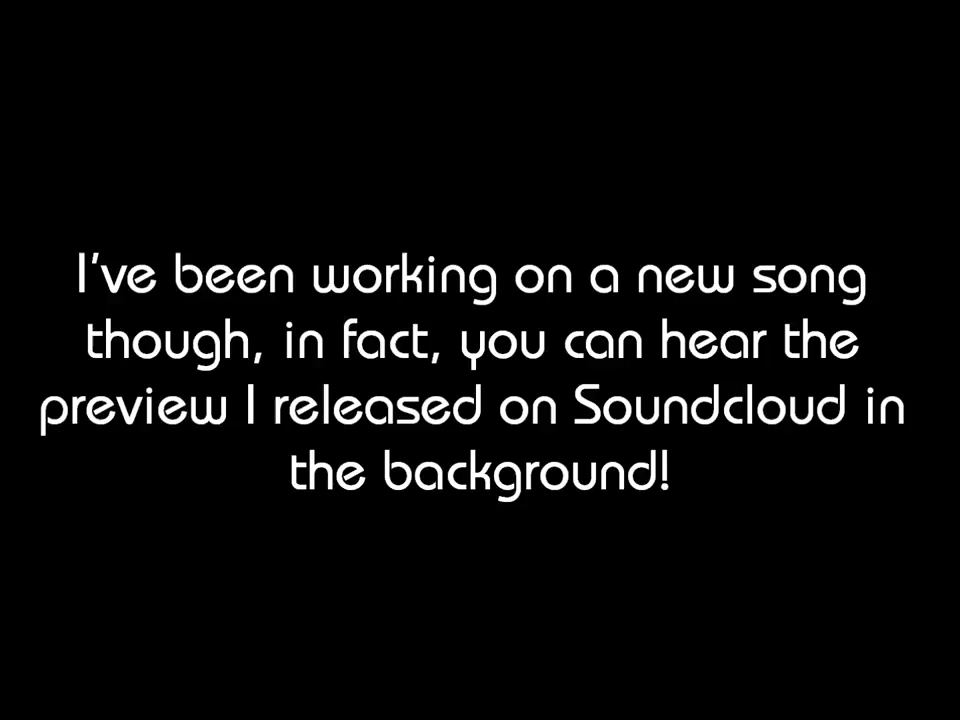 I've been working on a new song
though, in fact, you can hear the
preview I released on Soundcloud in
the background!